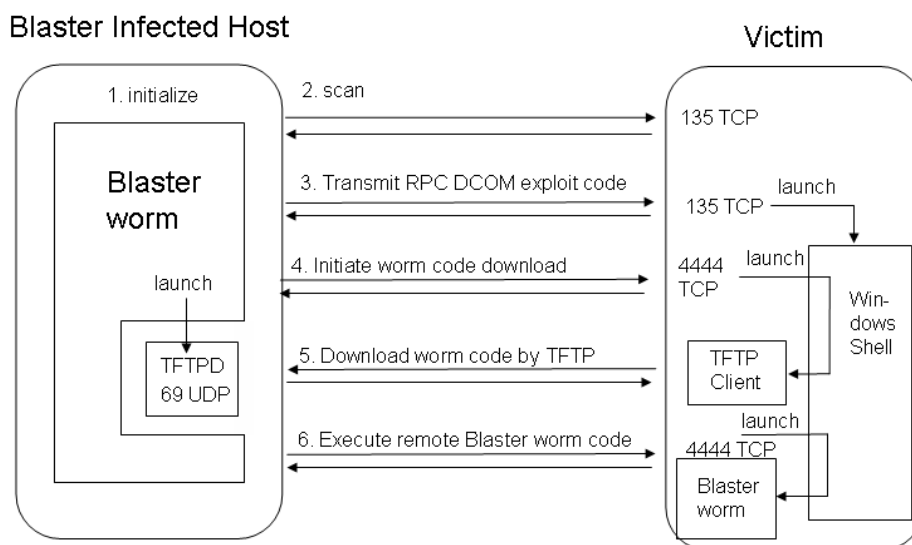 Blaster Infected Host
Victim
1. initialize
2. scan
135 TCP
Blaster
worm
3. Transmit RPC DCOM exploit code
launch
135 TCP
4. Initiate worm code download
4444
TCP
launch
Win-
dows
Shell
launch
TFTPD
69 UDP
5. Download worm code by TFTP
TFTP
Client
launch
6. Execute remote Blaster worm code
4444 TCP
Blaster
worm